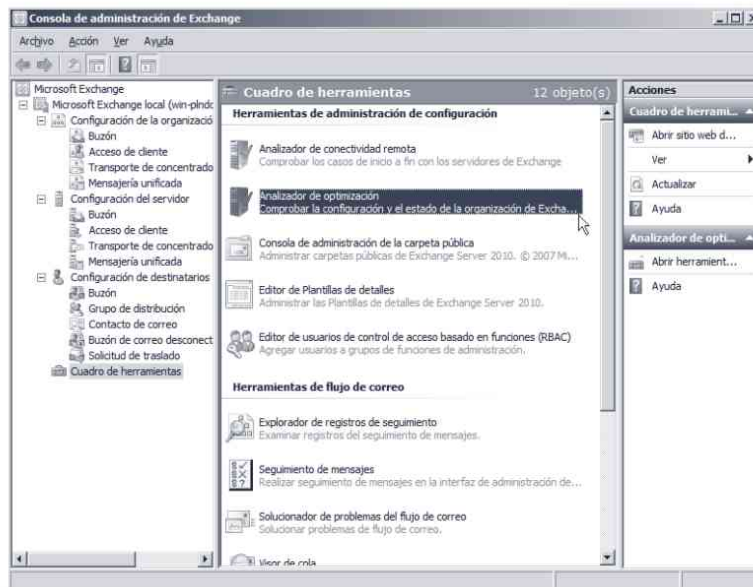 Consola de administración de Exchange
Archivo Acción Ver Ayuda
Microsoft Exchange
Microsoft Exchange local (win-plndc
Configuración de la organizació
Buzón
Acceso de cliente
Transporte de concentrado
Mensajería unificada
Configuración del servidor
Buzón
Acceso de cliente
Transporte de concentrado
Mensajería unificada
Configuración de destinatarios
Buzón
Grupo de distribución
Contacto de correo
Buzón de correo desconect
Solicitud de traslado
Cuadro de herramientas
Cuadro de herramientas 12 objeto(s)
Herramientas de administración de configuración
Analizador de conectividad remota
Comprobar los casos de inicio a fin con los servidores de Exchange
Analizador de optimización
Comprobar la configuración y el estado de la organización de Excha...
Consola de administración de la carpeta pública
Administrar carpetas públicas de Exchange Server 2010. © 2007 M...
Editor de Plantillas de detalles
Administrar las Plantillas de detalles de Exchange Server 2010.
Editor de usuarios de control de acceso basado en funciones (RBAC)
Agregar usuarios a grupos de funciones de administración.
Herramientas de flujo de correo
Explorador de registros de seguimiento
Examinar registros del seguimiento de mensajes.
Seguimiento de mensajes
Realizar seguimiento de mensajes en la interfaz de administración de...
Solucionador de problemas del flujo de correo
Solucionar problemas de flujo de correo.
Visor de cola
Acciones
Cuadro de herrami...
Abrir sitio web d...
Ver
Actualizar
Ayuda
Analizador de opti...
Abrir herramient...
Ayuda